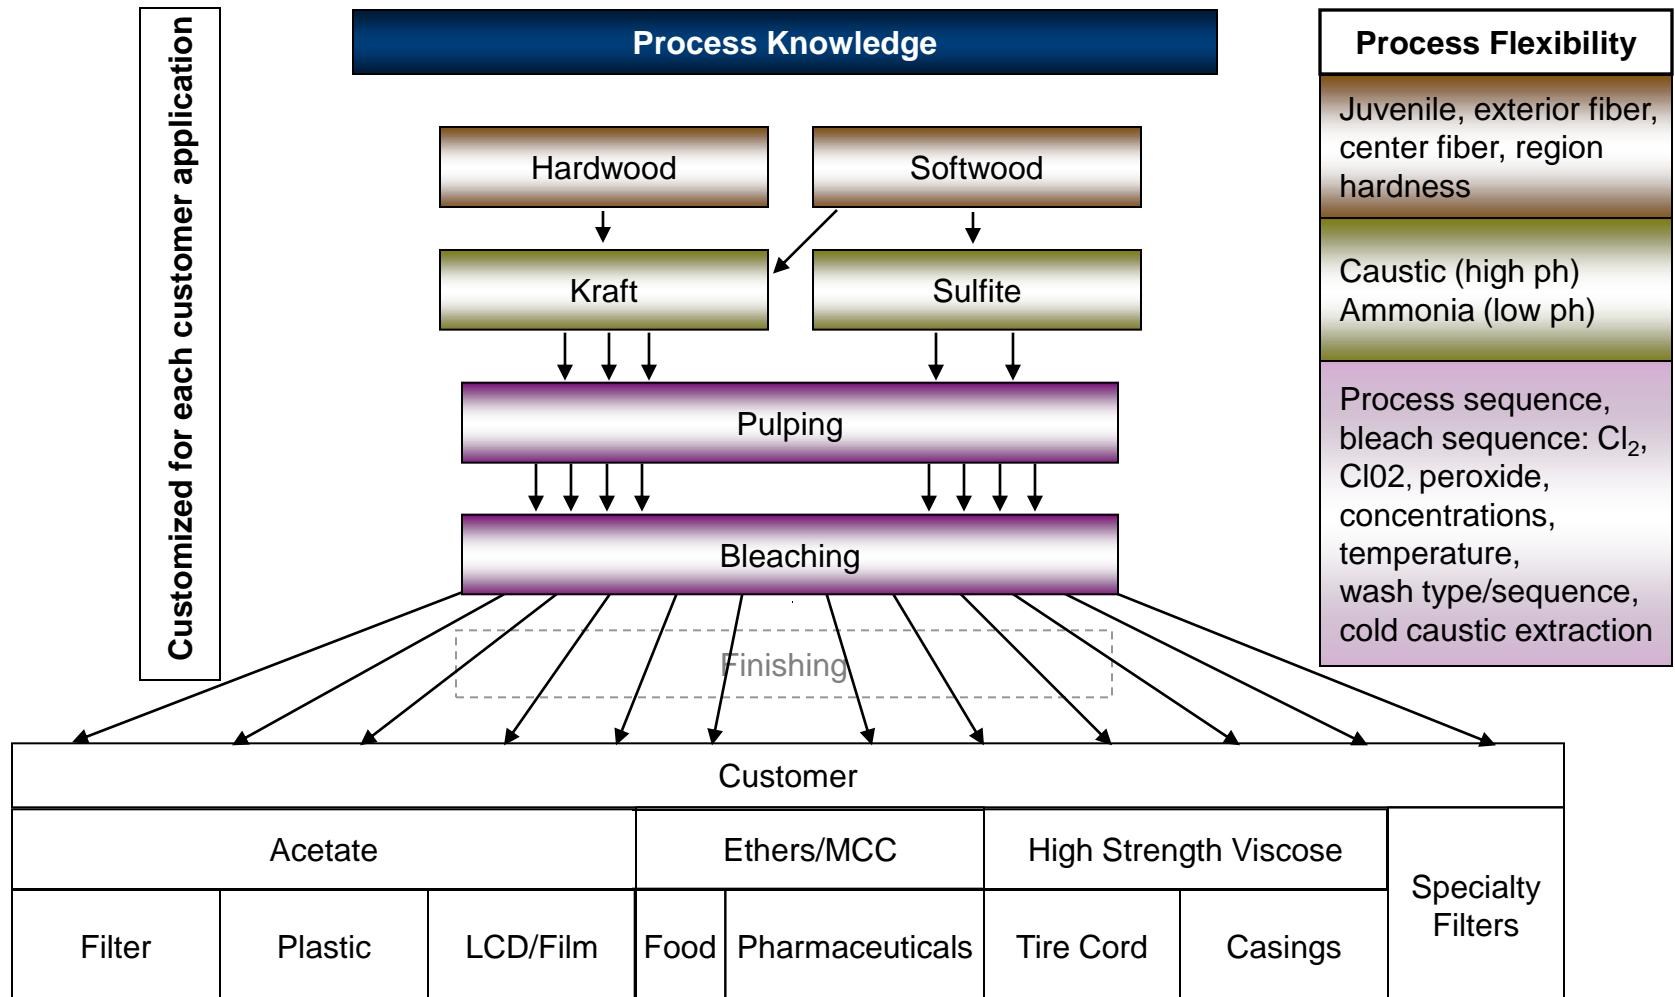 Customized for each customer application
Process Knowledge
Process Flexibility
Hardwood
Softwood
Juvenile, exterior fiber,
center fiber, region
hardness
Kraft
Sulfite
Caustic (high ph)
Ammonia (low ph)
Pulping
Bleaching
Process sequence,
bleach sequence: Cl₂,
Cl02, peroxide,
concentrations,
temperature,
wash type/sequence,
cold caustic extraction
Finishing
Customer
Acetate
Ethers/MCC
High Strength Viscose
Specialty
Filters
Filter
Plastic
LCD/Film
Food
Pharmaceuticals
Tire Cord
Casings